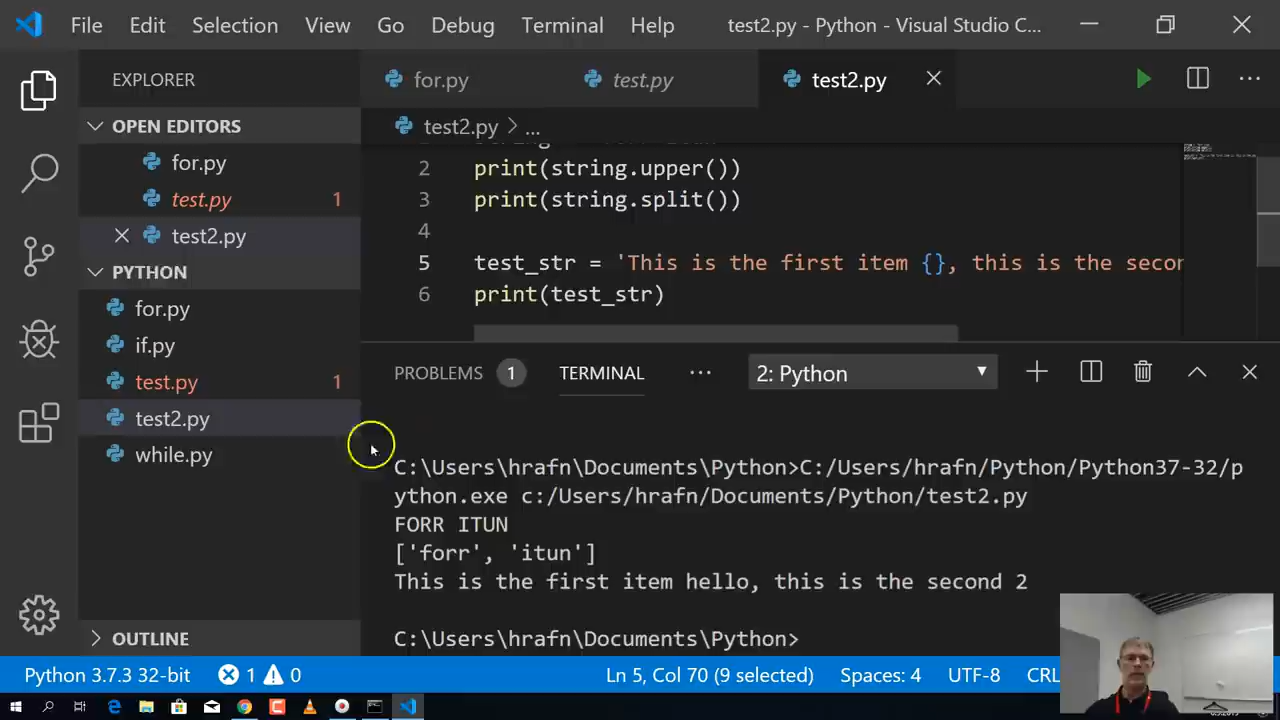 File Edit Selection View Go Debug Terminal Help test2.py - Python - Visual Studio C...
EXPLORER
OPEN EDITORS
for.py
test.py 1
test2.py
PYTHON
for.py
if.py
test.py 1
test2.py
while.py
OUTLINE
for.py test.py test2.py
test2.py > ...
2 print(string.upper())
3 print(string.split())
4
5 test_str = 'This is the first item {}, this is the secon
6 print(test_str)
PROBLEMS 1 TERMINAL ... 2: Python
C:\Users\hrafn\Documents\Python>C:/Users/hrafn/Python/Python37-32/p
ython.exe c:/Users/hrafn/Documents/Python/test2.py
FORR ITUN
['forr', 'itun']
This is the first item hello, this is the second 2
C:\Users\hrafn\Documents\Python>
Python 3.7.3 32-bit 1 0 Ln 5, Col 70 (9 selected) Spaces: 4 UTF-8 CRL